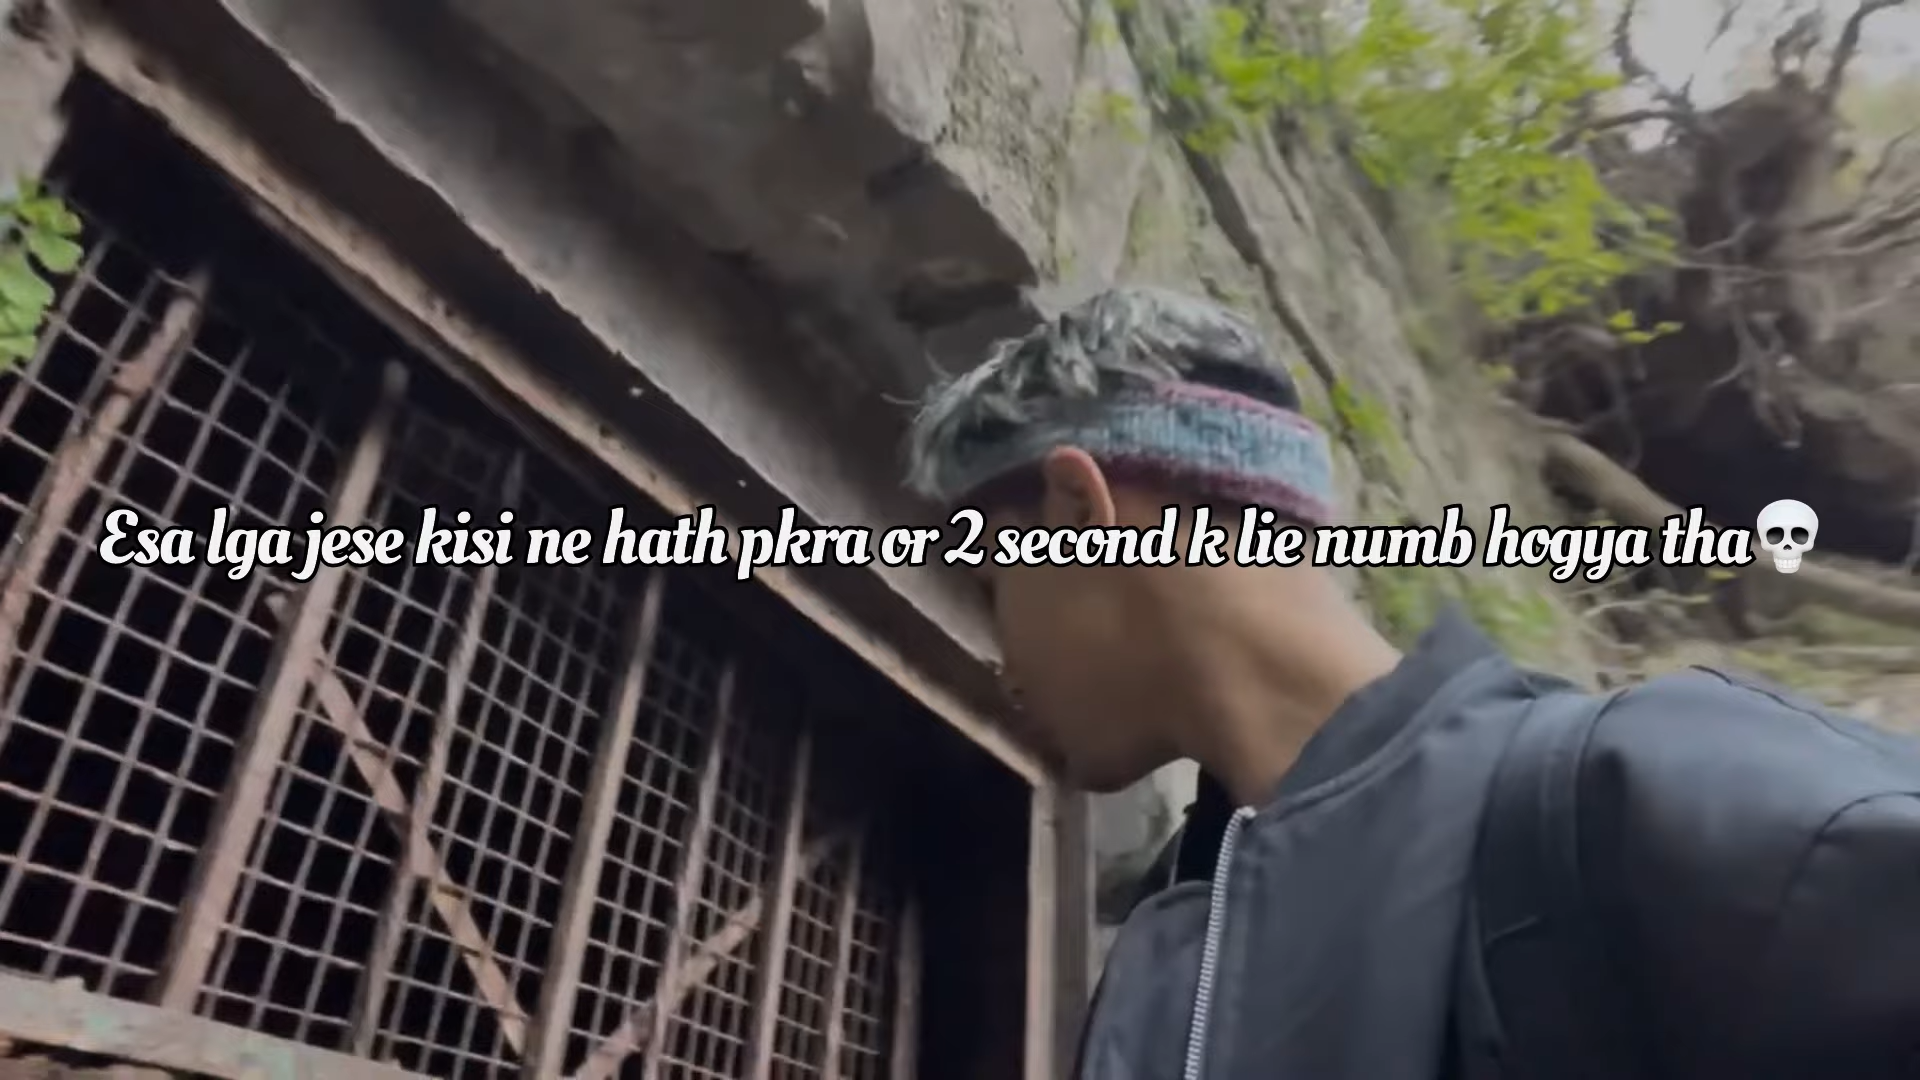 Esa lga jese kisi ne hath pkra or 2 second k lie numb hogya tha💀